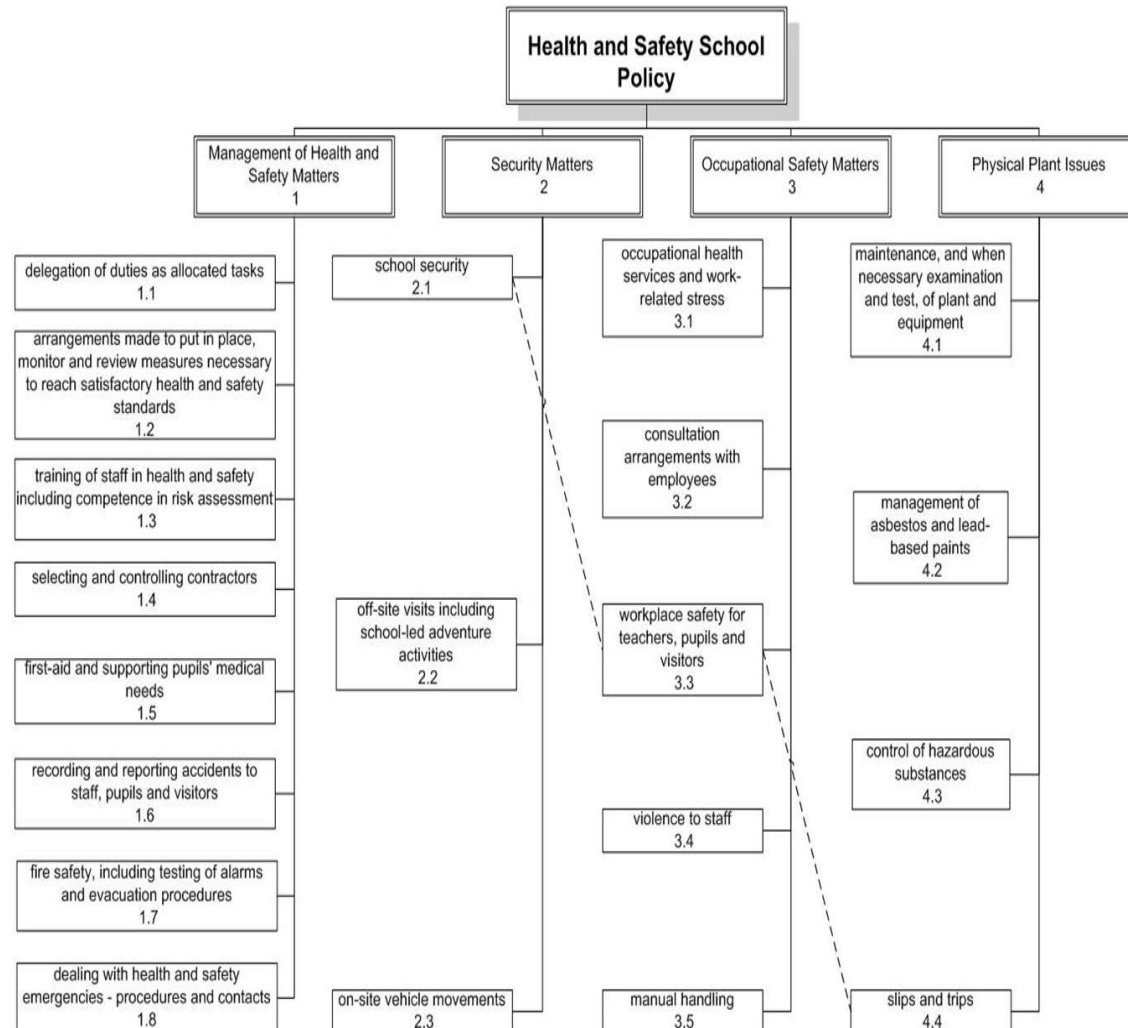 Health and Safety School
Policy
Management of Health and
Safety Matters
1
Security Matters
2
Occupational Safety Matters
3
Physical Plant Issues
4
delegation of duties as allocated tasks
1.1
arrangements made to put in place,
monitor and review measures necessary
to reach satisfactory health and safety
standards
1.2
training of staff in health and safety
including competence in risk assessment
1.3
selecting and controlling contractors
1.4
first-aid and supporting pupils' medical
needs
1.5
recording and reporting accidents to
staff, pupils and visitors
1.6
fire safety, including testing of alarms
and evacuation procedures
1.7
dealing with health and safety
emergencies - procedures and contacts
1.8
school security
2.1
off-site visits including
school-led adventure
activities
2.2
on-site vehicle movements
2.3
occupational health
services and work-
related stress
3.1
consultation
arrangements with
employees
3.2
workplace safety for
teachers, pupils and
visitors
3.3
violence to staff
3.4
manual handling
3.5
maintenance, and when
necessary examination
and test, of plant and
equipment
4.1
management of
asbestos and lead-
based paints
4.2
control of hazardous
substances
4.3
slips and trips
4.4